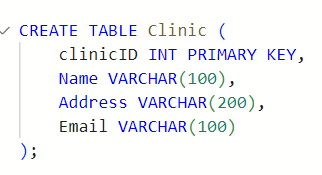 CREATE TABLE Clinic (
    clinicID INT PRIMARY KEY,
    Name VARCHAR(100),
    Address VARCHAR(200),
    Email VARCHAR(100)
);